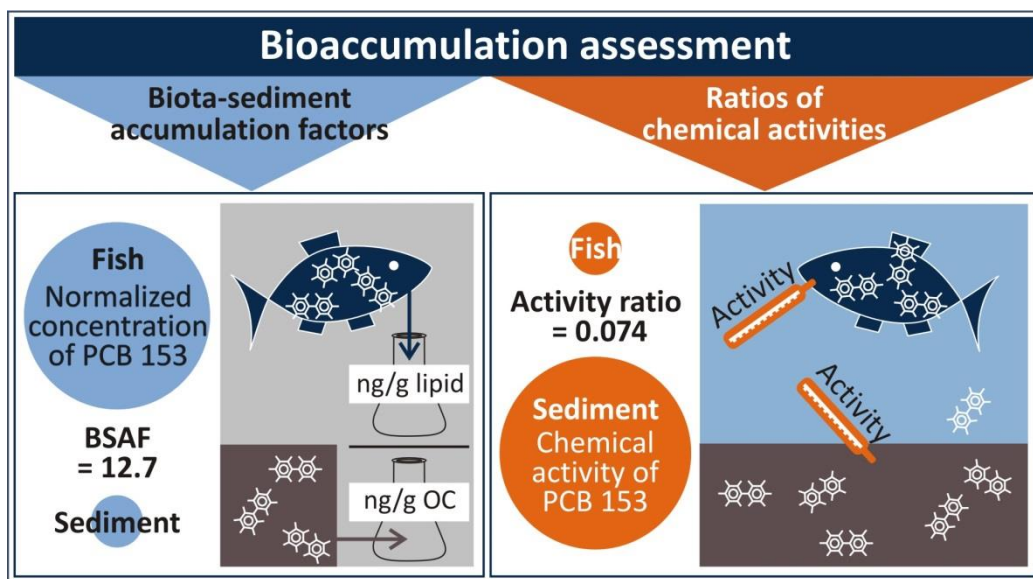 Bioaccumulation assessment
Biota-sediment
accumulation factors
Ratios of
chemical activities
Fish
Normalized
concentration
of PCB 153
BSAF
= 12.7
Sediment
ng/g lipid
ng/g OC
Fish
Activity ratio
= 0.074
Sediment
Chemical
activity of
PCB 153
Activity
Activity